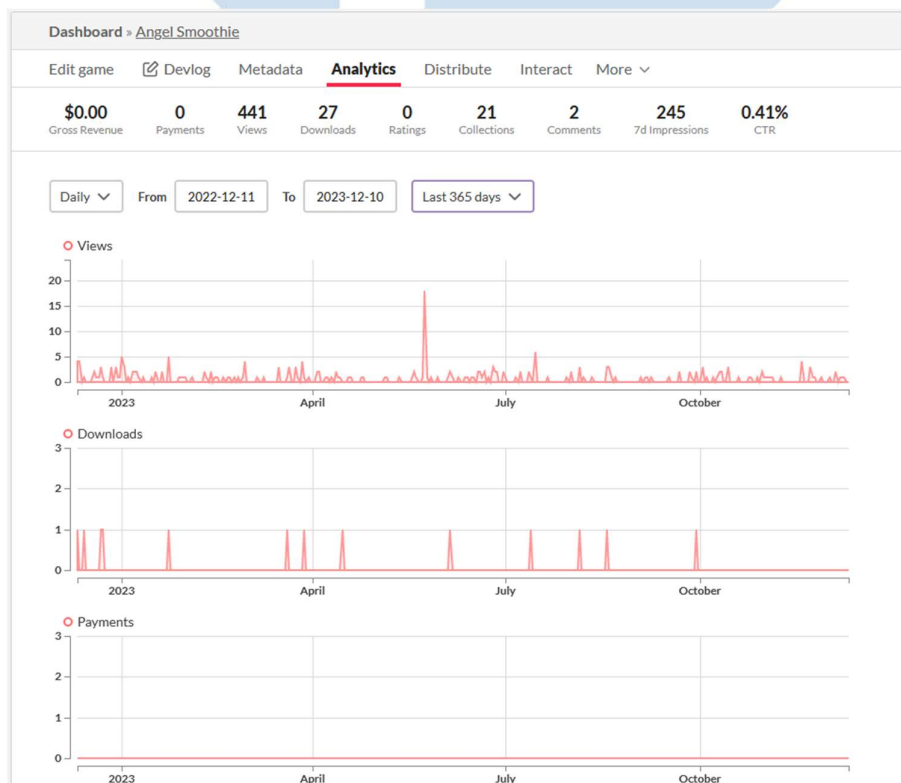 Dashboard » Angel Smoothie
Edit game Devlog Metadata Analytics Distribute Interact More
$0.00 0 441 27 0 21 2 245 0.41%
Gross Revenue Payments Views Downloads Ratings Collections Comments 7d Impressions CTR
Daily From 2022-12-11 To 2023-12-10 Last 365 days
Views
20
15
10
5
0
2023 April July October
Downloads
3
2
1
0
2023 April July October
Payments
3
2
1
0
2023 April July October